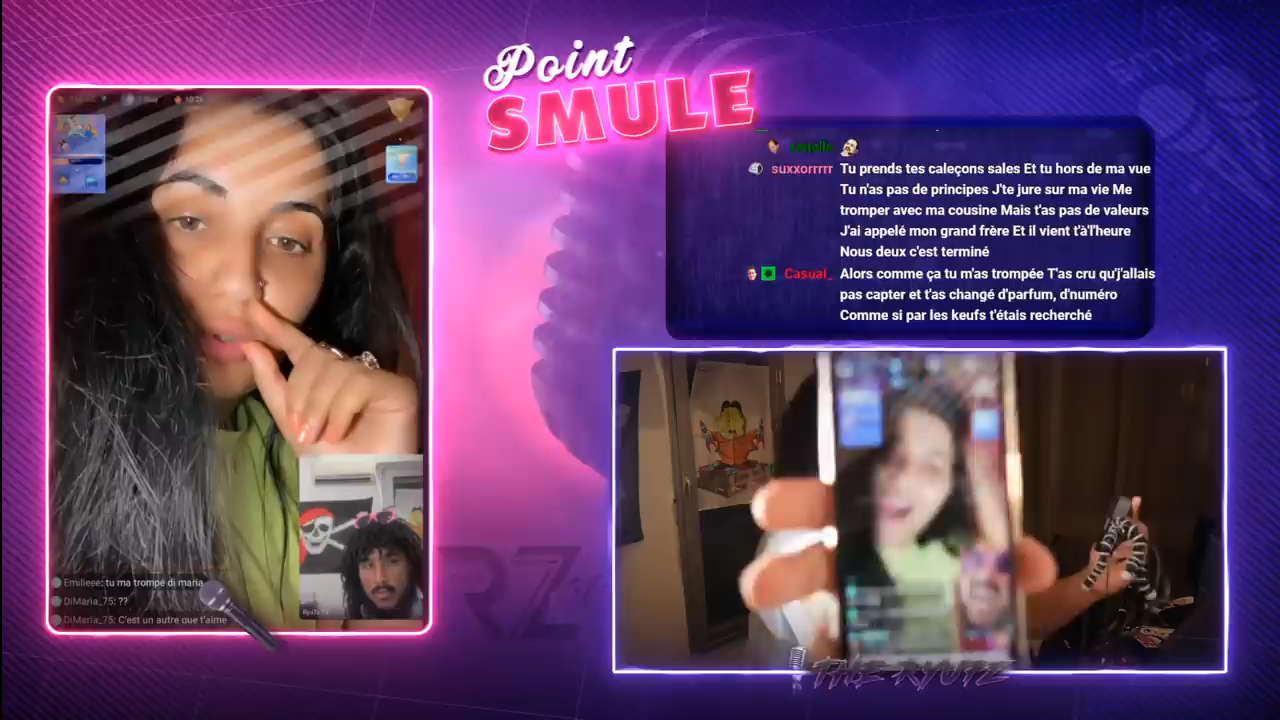 Point
SMULE
suxxorrrrr Tu prends tes caleçons sales Et tu hors de ma vue
Tu n'as pas de principes J'te jure sur ma vie Me
tromper avec ma cousine Mais t'as pas de valeurs
J'ai appelé mon grand frère Et il vient t'à'l'heure
Nous deux c'est terminé
Casual_ Alors comme ça tu m'as trompée T'as cru qu'j'allais
pas capter et t'as changé d'parfum, d'numéro
Comme si par les keufs t'étais recherché
Emilieee: tu ma trompé di maria
DiMaria_75: ??
DiMaria_75: C'est un autre que t'aime
RZ
THE-RYUTZ